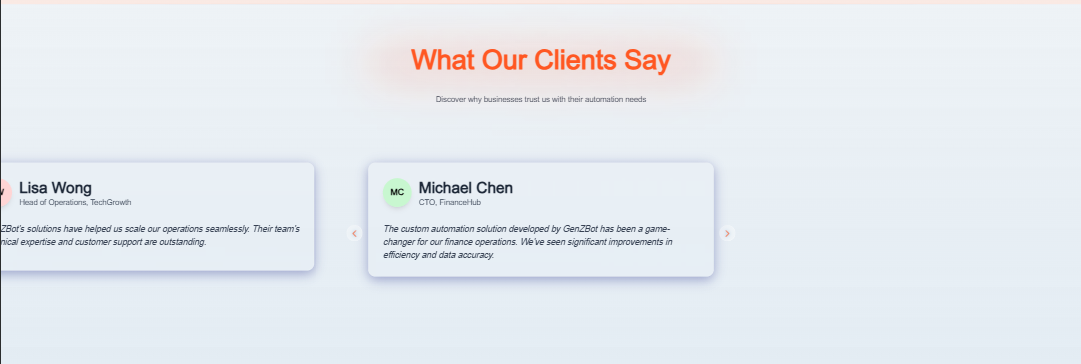 What Our Clients Say
Discover why businesses trust us with their automation needs
Lisa Wong
Head of Operations, TechGrowth
ZBot's solutions have helped us scale our operations seamlessly. Their team's
nical expertise and customer support are outstanding.
MC
Michael Chen
CTO, FinanceHub
The custom automation solution developed by GenZBot has been a game-
changer for our finance operations. We've seen significant improvements in
efficiency and data accuracy.